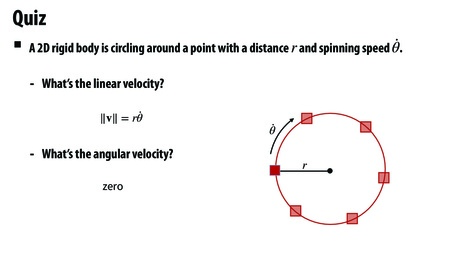 Quiz
▪ A 2D rigid body is circling around a point with a distance r and spinning speed θ̇.
- What's the linear velocity?
‖v‖ = rθ̇
- What's the angular velocity?
zero
θ̇
r